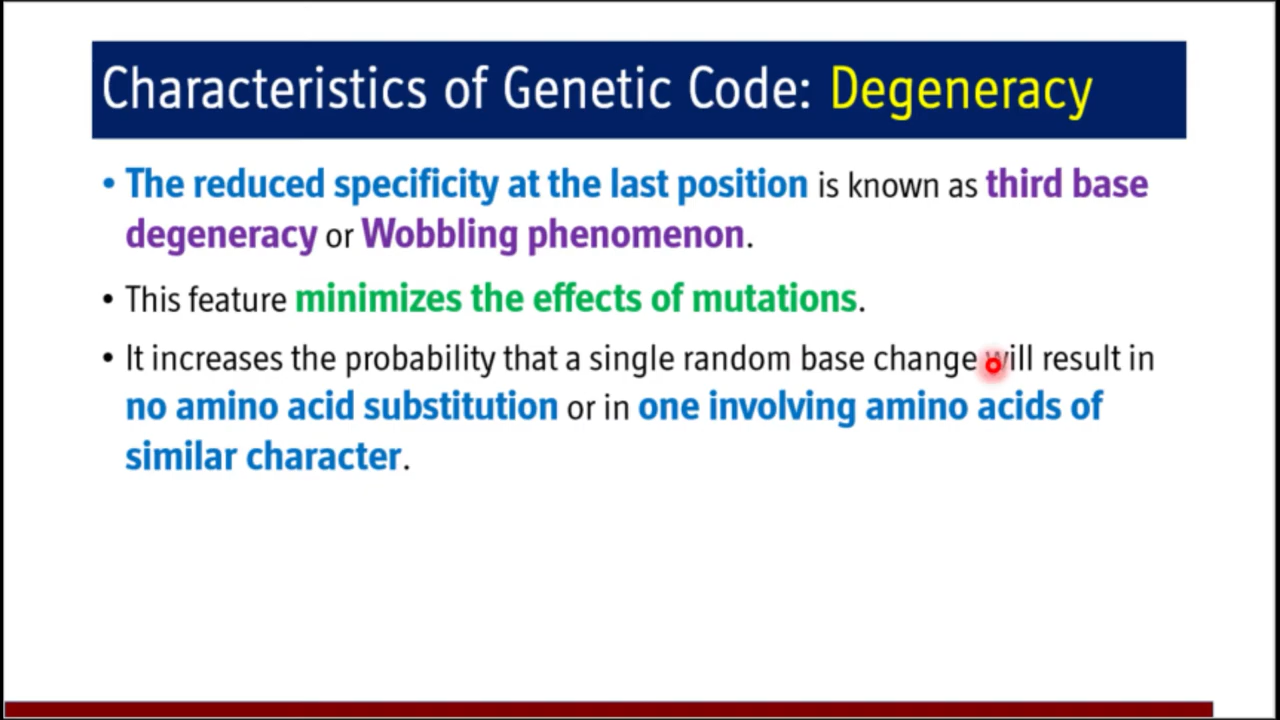 Characteristics of Genetic Code: Degeneracy
• The reduced specificity at the last position is known as third base
degeneracy or Wobbling phenomenon.
• This feature minimizes the effects of mutations.
• It increases the probability that a single random base change will result in
no amino acid substitution or in one involving amino acids of
similar character.